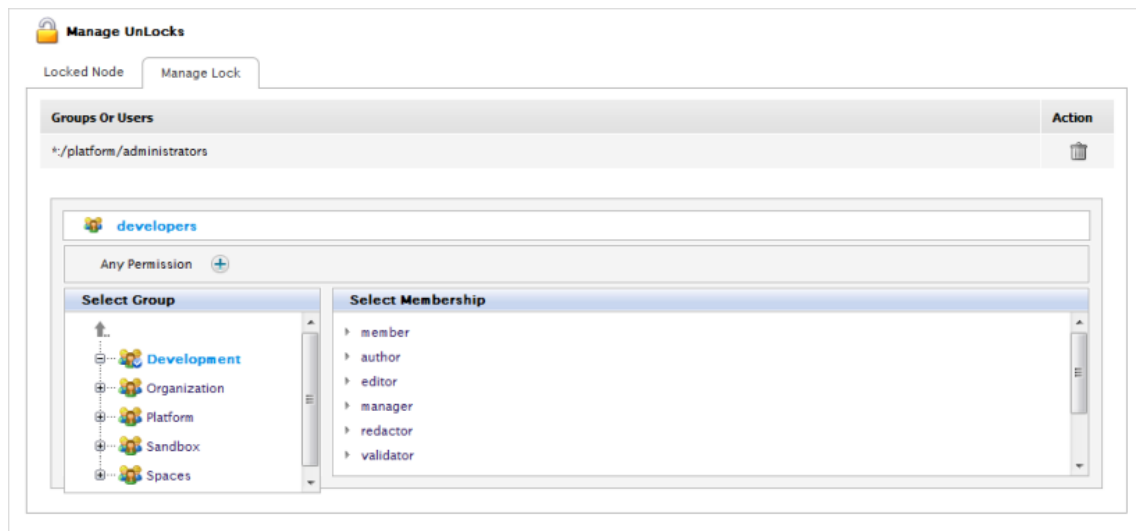 Manage UnLocks
Locked Node Manage Lock
Groups Or Users Action
*:/platform/administrators
developers
Any Permission
Select Group Select Membership
member
Development author
Organization editor
Platform manager
Sandbox redactor
Spaces validator